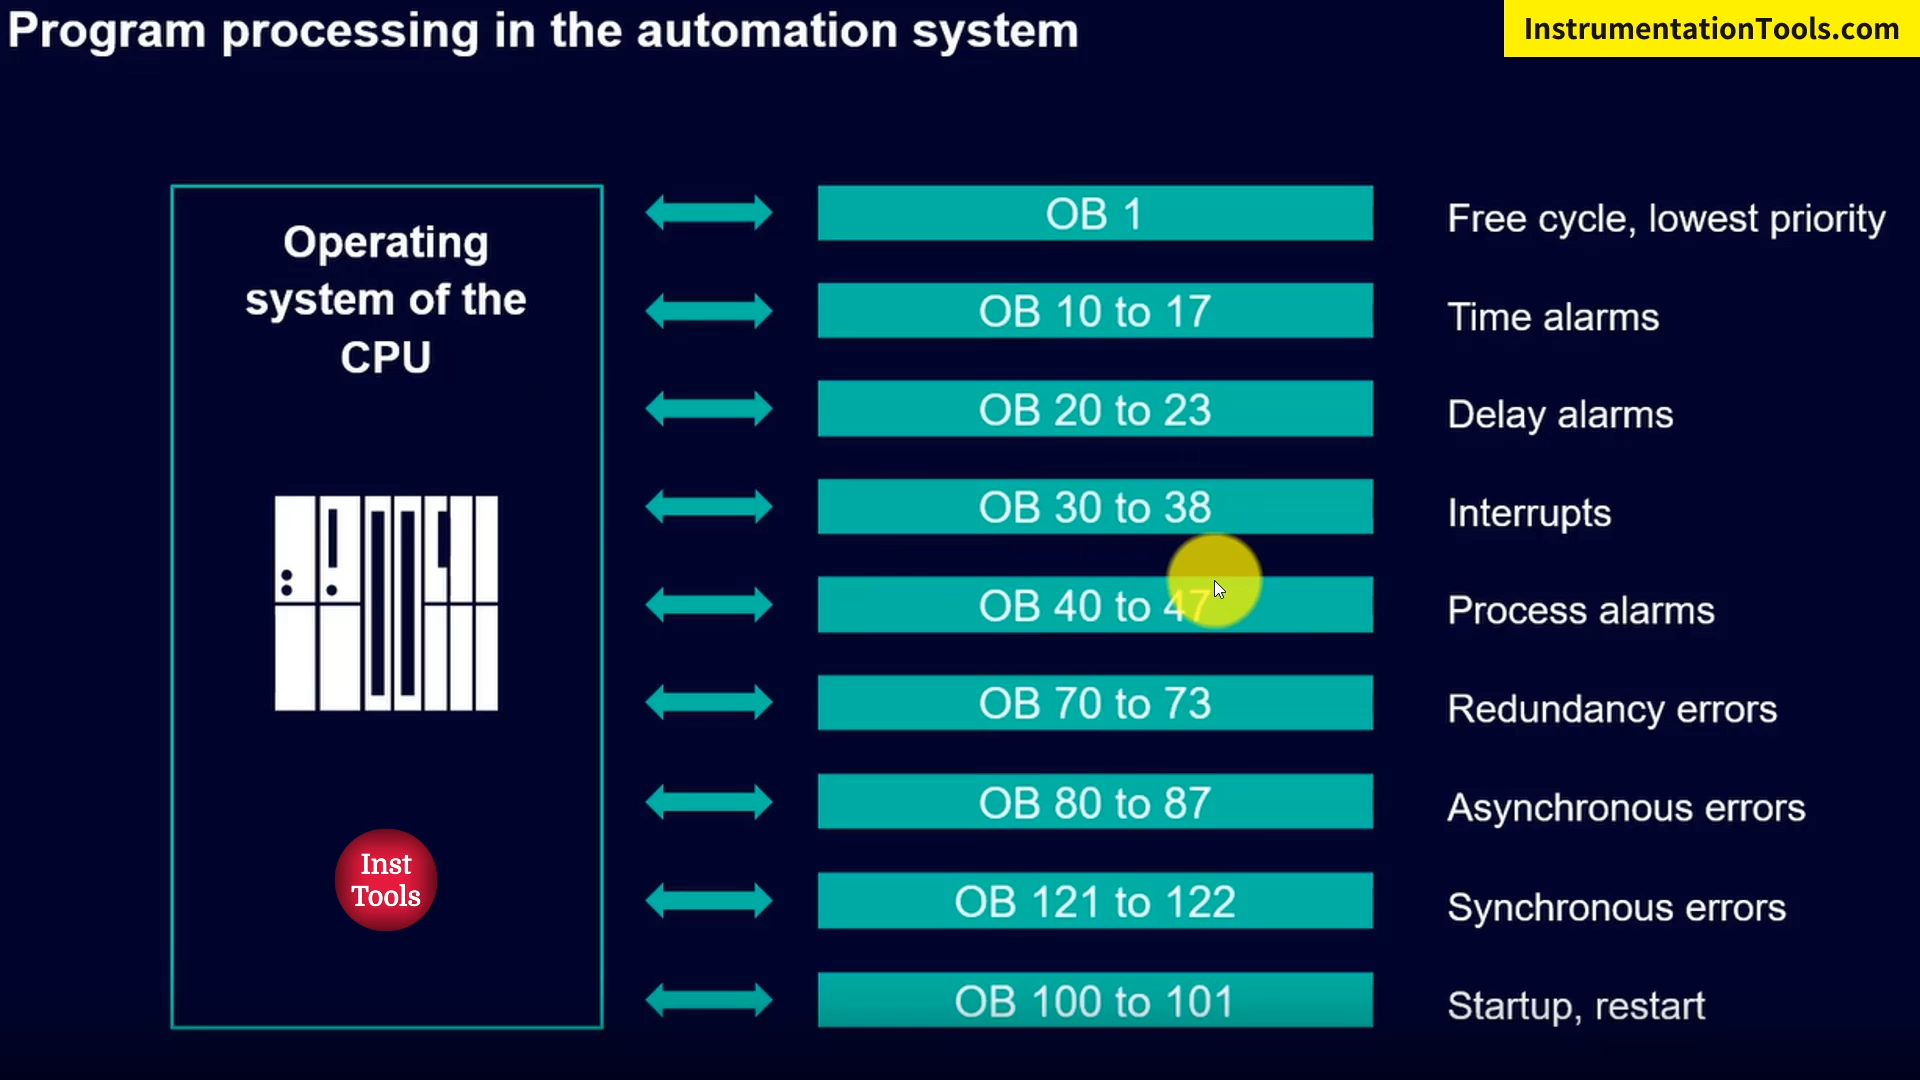 Program processing in the automation system
InstrumentationTools.com
Operating
system of the
CPU
Inst
Tools
OB 1
Free cycle, lowest priority
OB 10 to 17
Time alarms
OB 20 to 23
Delay alarms
OB 30 to 38
Interrupts
OB 40 to 47
Process alarms
OB 70 to 73
Redundancy errors
OB 80 to 87
Asynchronous errors
OB 121 to 122
Synchronous errors
OB 100 to 101
Startup, restart